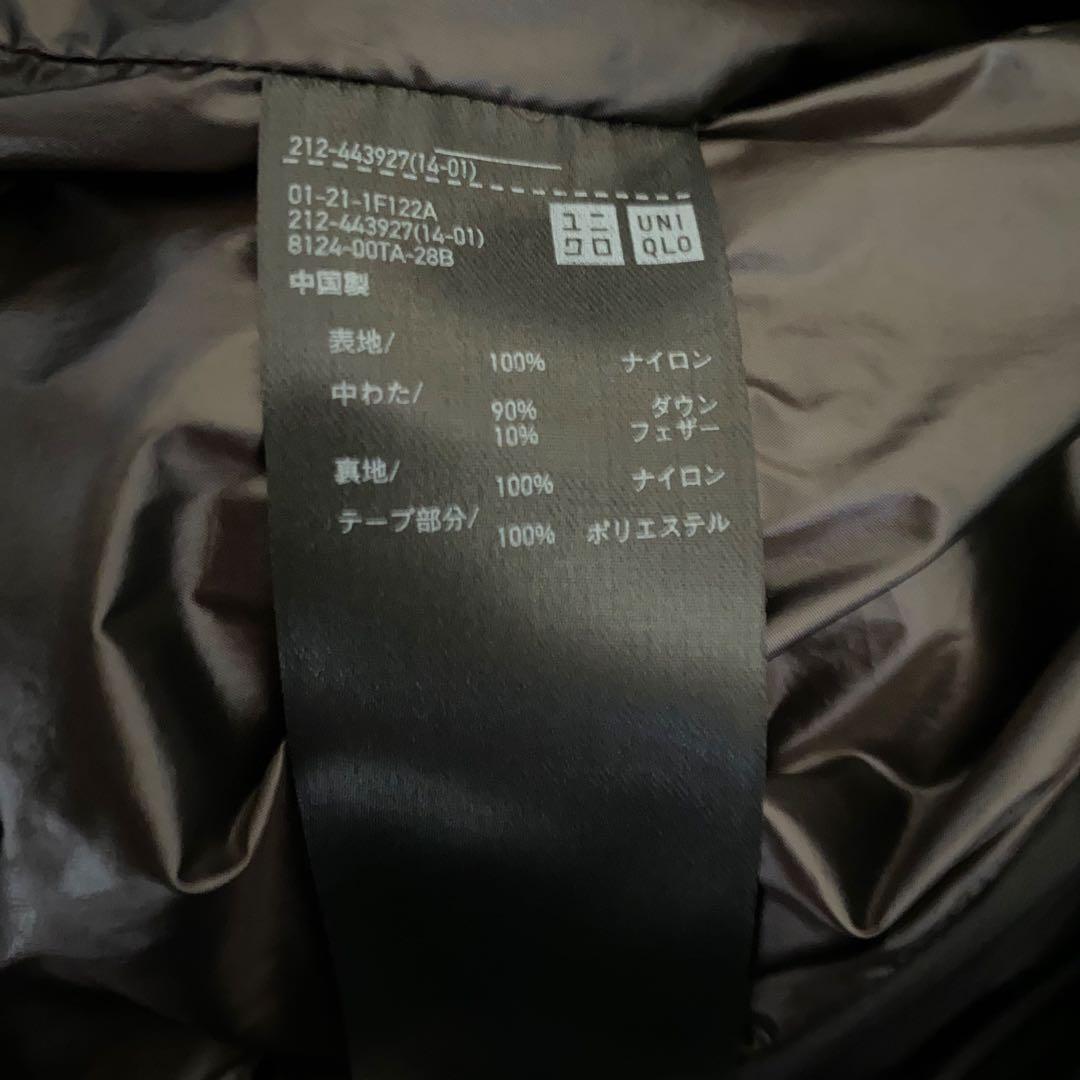 212-443927(14-01)
01-21-1F122A
212-443927(14-01)
8124-00TA-28B
ユニ
クロ
UNI
QLO
中国製
表地/ 100% ナイロン
中わた/ 90% ダウン
10% フェザー
裏地/ 100% ナイロン
テープ部分/ 100% ポリエステル